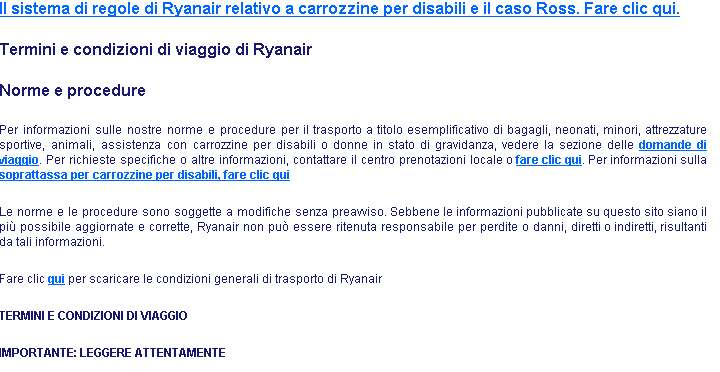 Il sistema di regole di Ryanair relativo a carrozzine per disabili e il caso Ross. Fare clic qui.
Termini e condizioni di viaggio di Ryanair
Norme e procedure
Per informazioni sulle nostre norme e procedure per il trasporto a titolo esemplificativo di bagagli, neonati, minori, attrezzature
sportive, animali, assistenza con carrozzine per disabili o donne in stato di gravidanza, vedere la sezione delle domande di
viaggio. Per richieste specifiche o altre informazioni, contattare il centro prenotazioni locale o fare clic qui. Per informazioni sulla
soprattassa per carrozzine per disabili, fare clic qui
Le norme e le procedure sono soggette a modifiche senza preavviso. Sebbene le informazioni pubblicate su questo sito siano il
più possibile aggiornate e corrette, Ryanair non può essere ritenuta responsabile per perdite o danni, diretti o indiretti, risultanti
da tali informazioni.
Fare clic qui per scaricare le condizioni generali di trasporto di Ryanair
TERMINI E CONDIZIONI DI VIAGGIO
IMPORTANTE: LEGGERE ATTENTAMENTE